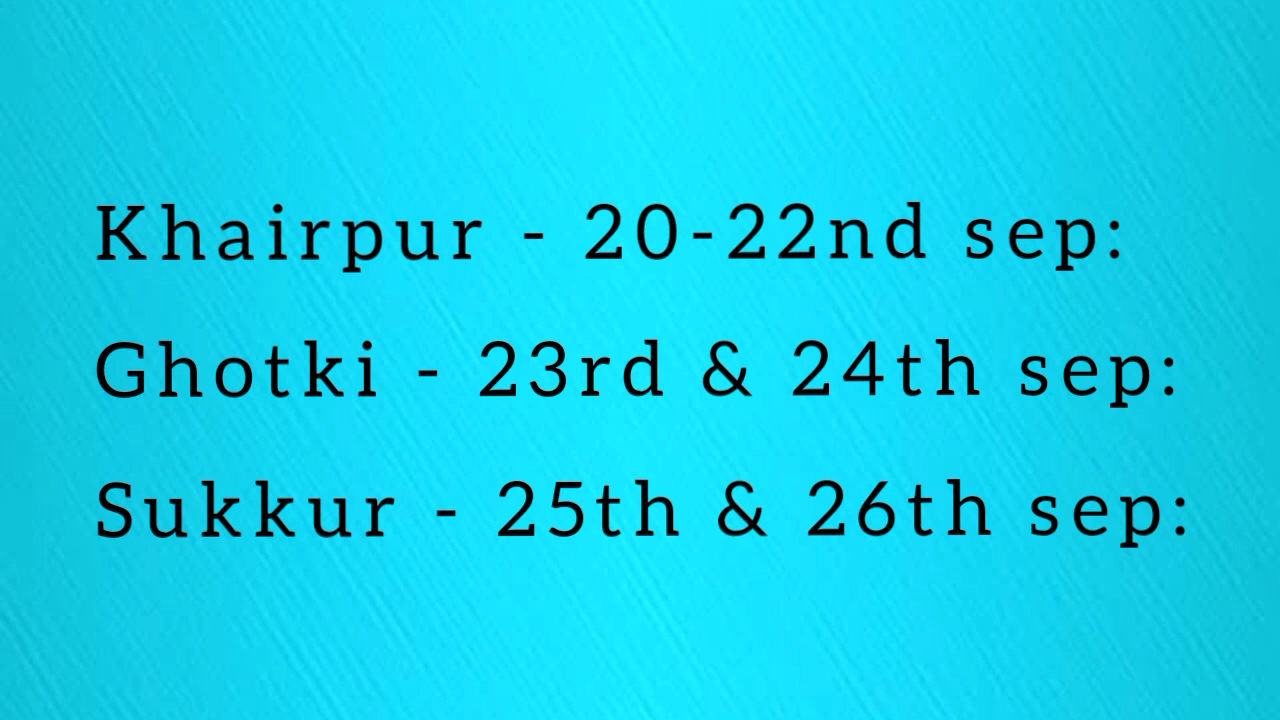 Khairpur - 20-22nd sep:
Ghotki - 23rd & 24th sep:
Sukkur - 25th & 26th sep: